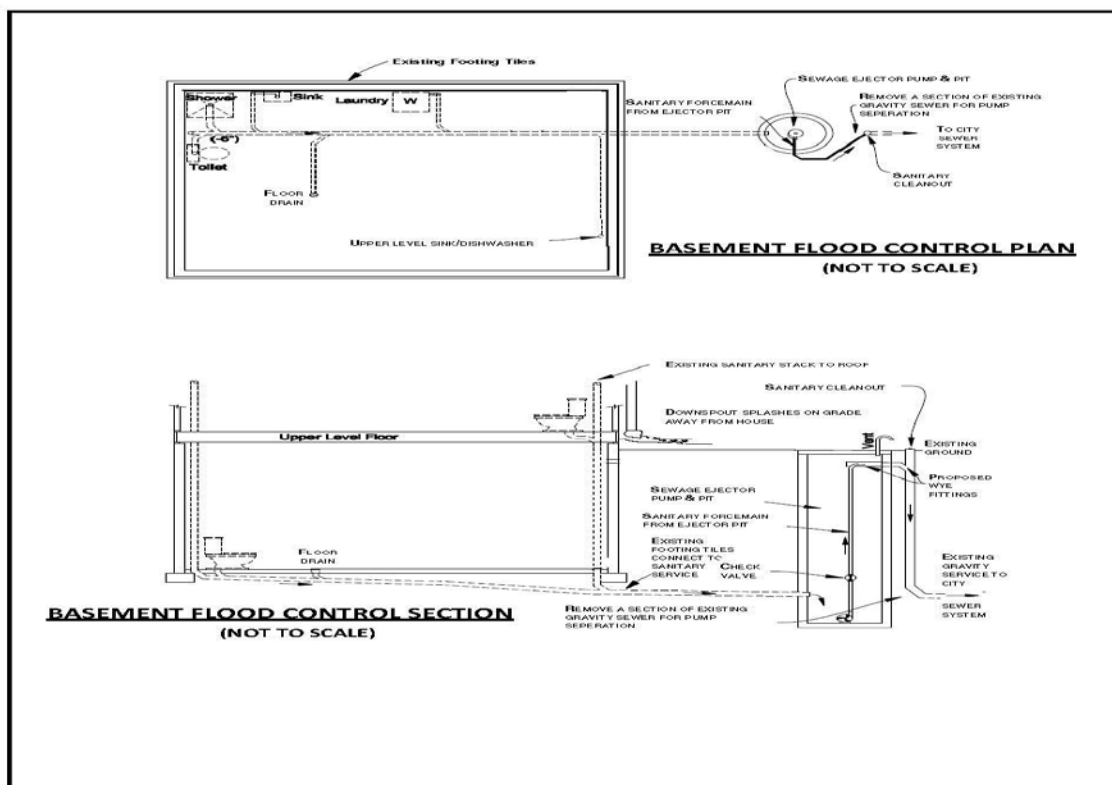 Existing Footing Tiles
Shower
Sink
Laundry
W
(-6")
Toilet
FLOOR
DRAIN
UPPER LEVEL SINK/DISHWASHER
SANITARY FORCEMAIN
FROM EJECTOR PIT
SEWAGE EJECTOR PUMP & PIT
REMOVE A SECTION OF EXISTING
GRAVITY SEWER FOR PUMP
SEPERATION
TO CITY
SEWER
SYSTEM
SANITARY
CLEANOUT
BASEMENT FLOOD CONTROL PLAN
(NOT TO SCALE)
EXISTING SANITARY STACK TO ROOF
SANITARY CLEANOUT
DOWNSPOUT SPLASHES ON GRADE
AWAY FROM HOUSE
Upper Level Floor
Vent
EXISTING
GROUND
PROPOSED
WYE
FITTINGS
SEWAGE EJECTOR
PUMP & PIT
SANITARY FORCEMAIN
FROM EJECTOR PIT
EXISTING
FOOTING TILES
CONNECT TO
SANITARY
SERVICE
CHECK
VALVE
FLOOR
DRAIN
EXISTING
GRAVITY
SERVICE TO
CITY
SEWER
SYSTEM
REMOVE A SECTION OF EXISTING
GRAVITY SEWER FOR PUMP
SEPERATION
BASEMENT FLOOD CONTROL SECTION
(NOT TO SCALE)